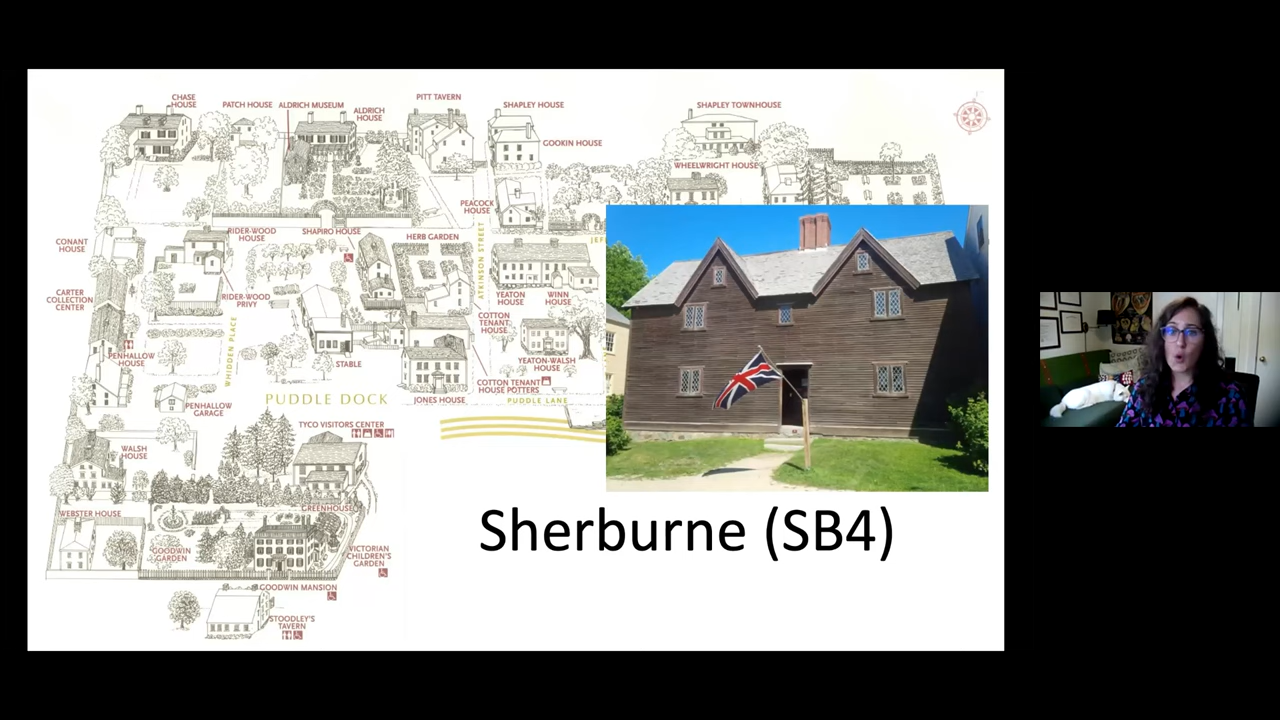 CHASE
HOUSE
PATCH HOUSE
ALDRICH MUSEUM
ALDRICH
HOUSE
PITT TAVERN
SHAPLEY HOUSE
SHAPLEY TOWNHOUSE
GOOKIN HOUSE
WHEELWRIGHT HOUSE
PEACOCK
HOUSE
CONANT
HOUSE
RIDER-WOOD
HOUSE
SHAPIRO HOUSE
HERB GARDEN
ATKINSON STREET
JEF
CARTER
COLLECTION
CENTER
RIDER-WOOD
PRIVY
YEATON
HOUSE
WINN
HOUSE
COTTON
TENANT
HOUSE
WHIDDEN PLACE
PENHALLOW
HOUSE
STABLE
YEATON-WALSH
HOUSE
COTTON TENANT
HOUSE POTTERS
PENHALLOW
GARAGE
PUDDLE DOCK
JONES HOUSE
PUDDLE LANE
TYCO VISITORS CENTER
WALSH
HOUSE
WEBSTER HOUSE
GREENHOUSE
GOODWIN
GARDEN
VICTORIAN
CHILDREN'S
GARDEN
GOODWIN MANSION
STOODLEY'S
TAVERN
Sherburne (SB4)